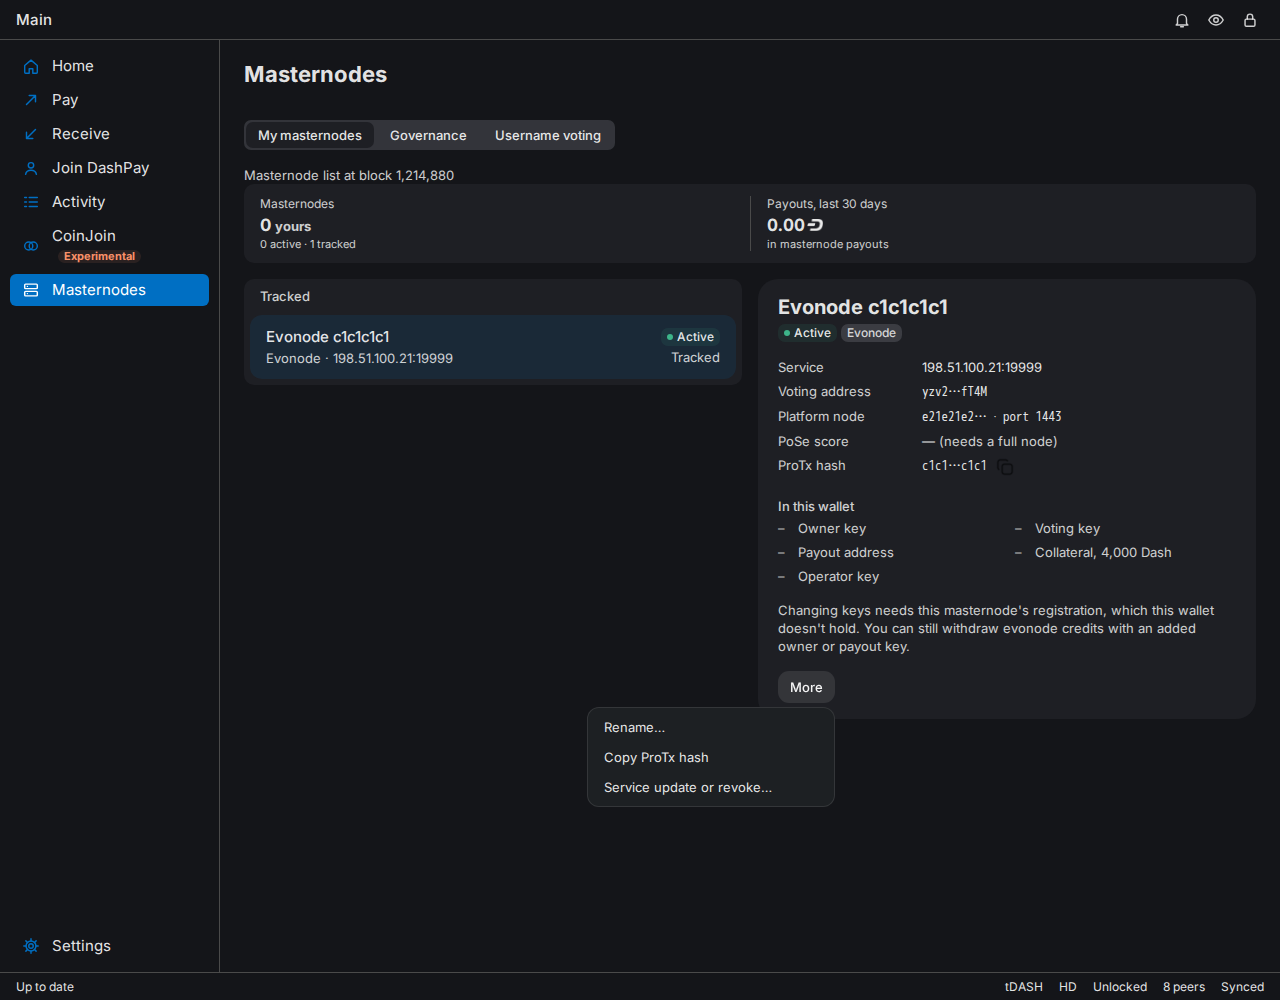 Main
Home
Pay
Receive
Join DashPay
Activity
CoinJoin
Experimental
Masternodes
Settings
Masternodes
My masternodes
Governance
Username voting
Masternode list at block 1,214,880
Masternodes
0 yours
0 active · 1 tracked
Payouts, last 30 days
0.00
in masternode payouts
Tracked
Evonode c1c1c1c1
Active
Evonode · 198.51.100.21:19999
Tracked
Evonode c1c1c1c1
Active
Evonode
Service 198.51.100.21:19999
Voting address yzv2⋯fT4M
Platform node e21e21e2⋯ · port 1443
PoSe score — (needs a full node)
ProTx hash c1c1⋯c1c1
In this wallet
– Owner key
– Voting key
– Payout address
– Collateral, 4,000 Dash
– Operator key
Changing keys needs this masternode's registration, which this wallet
doesn't hold. You can still withdraw evonode credits with an added
owner or payout key.
More
Rename...
Copy ProTx hash
Service update or revoke...
Up to date
tDASH
HD
Unlocked
8 peers
Synced